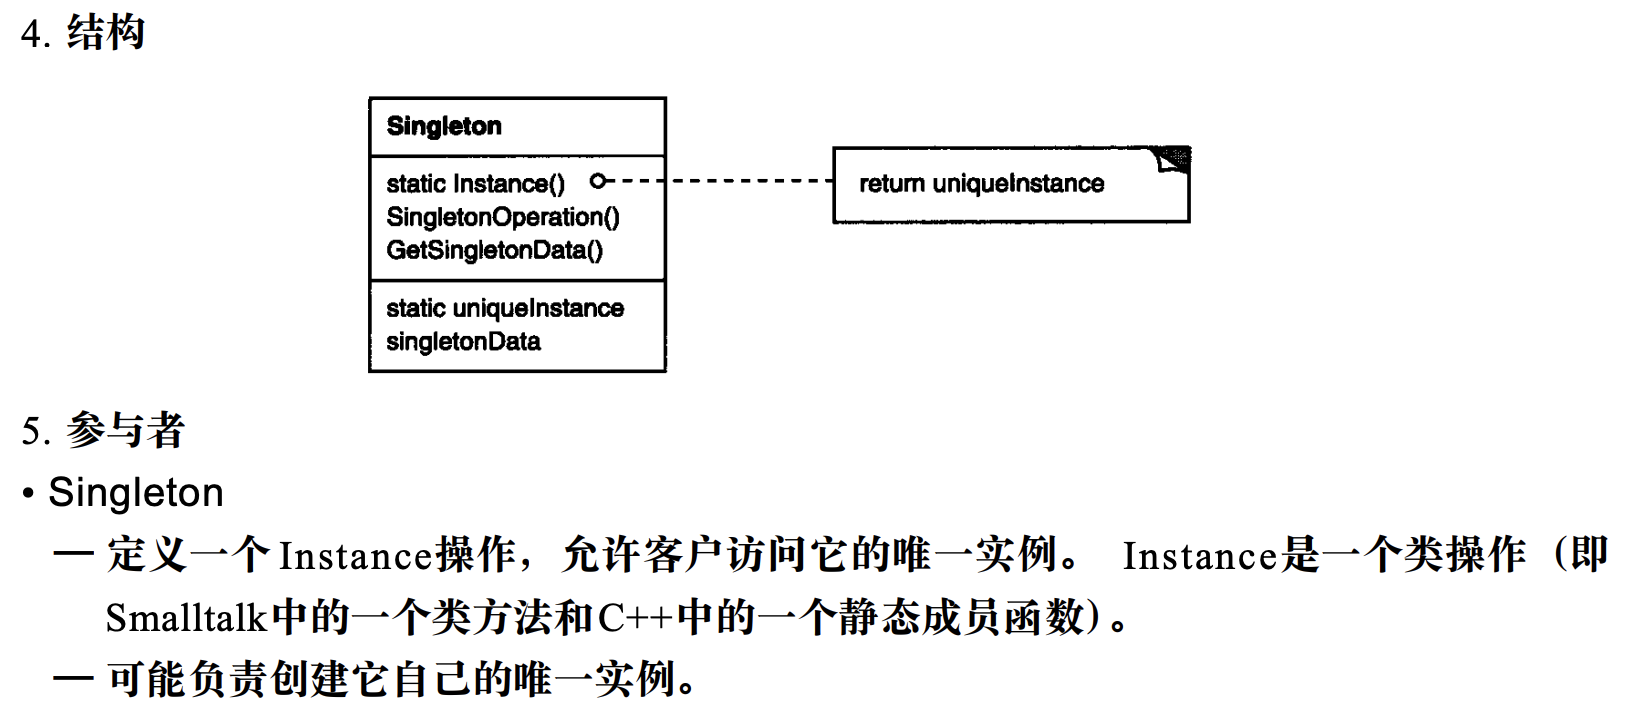 4. 结构
Singleton
static Instance()
return uniqueInstance
SingletonOperation()
GetSingletonData()
static uniqueInstance
singletonData
5. 参与者
• Singleton
— 定义一个Instance操作，允许客户访问它的唯一实例。 Instance是一个类操作（即
Smalltalk中的一个类方法和C++中的一个静态成员函数）。
— 可能负责创建它自己的唯一实例。